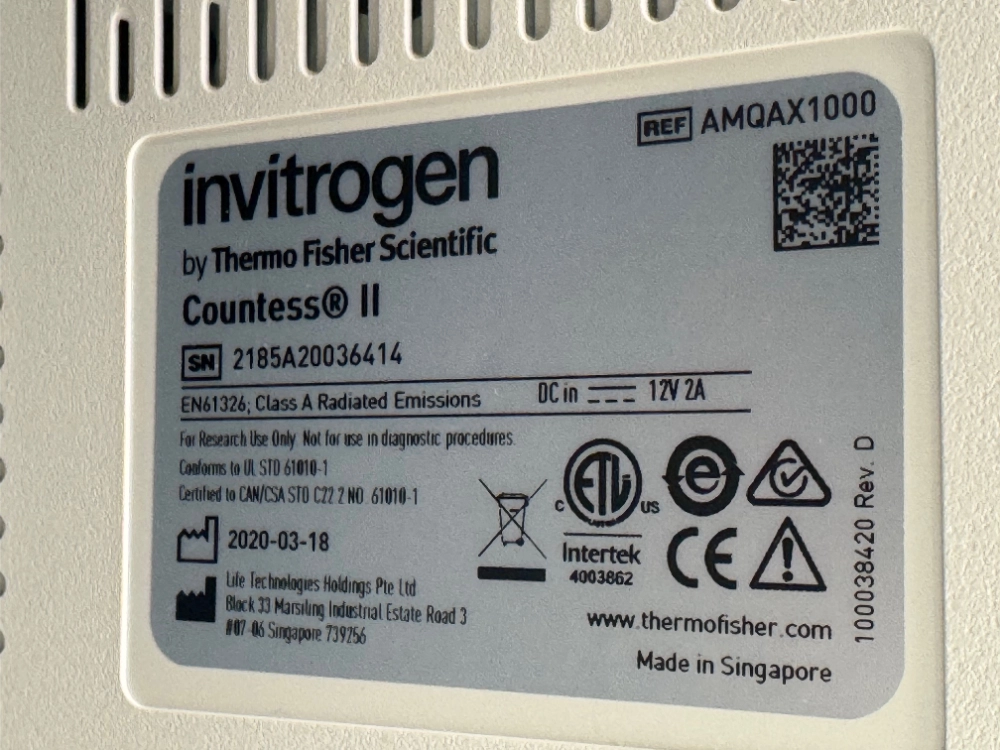 REF AMQAX1000
invitrogen
by Thermo Fisher Scientific
Countess® II
SN 2185A20036414
EN61326; Class A Radiated Emissions DC in 12V 2A
For Research Use Only. Not for use in diagnostic procedures.
Conforms to UL STD 61010-1
Certified to CAN/CSA STD C22.2 NO. 61010-1
2020-03-18
Life Technologies Holdings Pte Ltd
Block 33 Marsiling Industrial Estate Road 3
#07-06 Singapore 739256
C ETL US
Intertek
4003862
e
CE
www.thermofisher.com
Made in Singapore
100038420 Rev. D